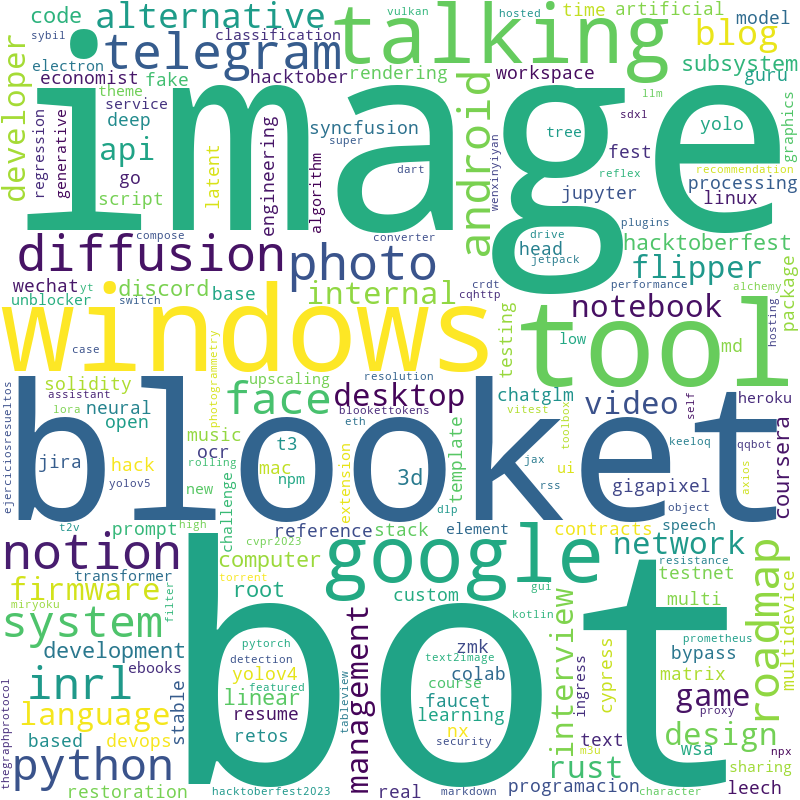 vulkan
hosted
time
artificial
code
alternative
talking
blog
model
sybil
classification
telegram
electron
developer
economist
fake
hacktober
rendering
workspace
subsystem
guru
image
theme
service
deep
regression
generative
api
go
script
latent
engineering
syncfusion
super
algorithm
dart
android
wenxinyiyan
tree
reflex
llm
sdxl
fest
yolo
graphics
recommendation
processing
jupyter
linux
compose
converter
drive
plugins
head
jetpack
hacktoberfest
diffusion
photo
flipper
wechat
yt
discord
base
internal
unblocker
switch
crdt
cqhttp
performance
alchemy
notebook
package
hosting
windows
tool
testing
low
md
case
photogrammetry
resolution
solidity
upscaling
assistant
face
desktop
blookettokens
chatglm
video
self
heroku
lora
neural
open
music
eth
vitest
toolbox
ejerciciosresueltos
blooket
jira
hack
yolov5
rolling
ocr
new
t3
mac
npm
extension
3d
template
jax
rss
ui
keeloq
qqbot
gigapixel
axios
coursera
dlp
object
t2v
prompt
high
challenge
cvpr2023
reference
stack
element
contracts
speech
notion
transformer
computer
google
network
resistance
testnet
torrent
firmware
miryoku
filter
root
custom
gui
multi
roadmap
multidevice
system
bot
kotlin
interview
development
pytorch
management
zmk
text2image
prometheus
bypass
ebooks
detection
yolov4
featured
colab
ingress
cypress
matrix
inrl
stable
linear
tableview
course
faucet
learning
game
proxy
thegraphprotocol
language
resume
nx
design
based
devops
retos
security
text
m3u
wsa
npx
sharing
python
rust
restoration
hacktoberfest2023
real
markdown
programacion
character
leech